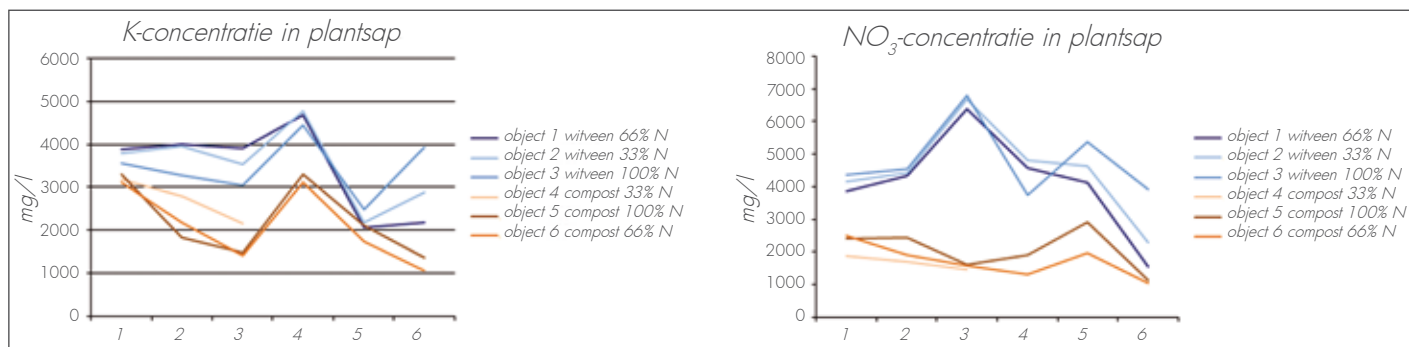 K-concentratie in plantsap
mg/l
6000
5000
4000
3000
2000
1000
0
1 2 3 4 5 6
object 1 witveen 66% N
object 2 witveen 33% N
object 3 witveen 100% N
object 4 compost 33% N
object 5 compost 100% N
object 6 compost 66% N
NO₃-concentratie in plantsap
mg/l
8000
7000
6000
5000
4000
3000
2000
1000
0
1 2 3 4 5 6
object 1 witveen 66% N
object 2 witveen 33% N
object 3 witveen 100% N
object 4 compost 33% N
object 5 compost 100% N
object 6 compost 66% N